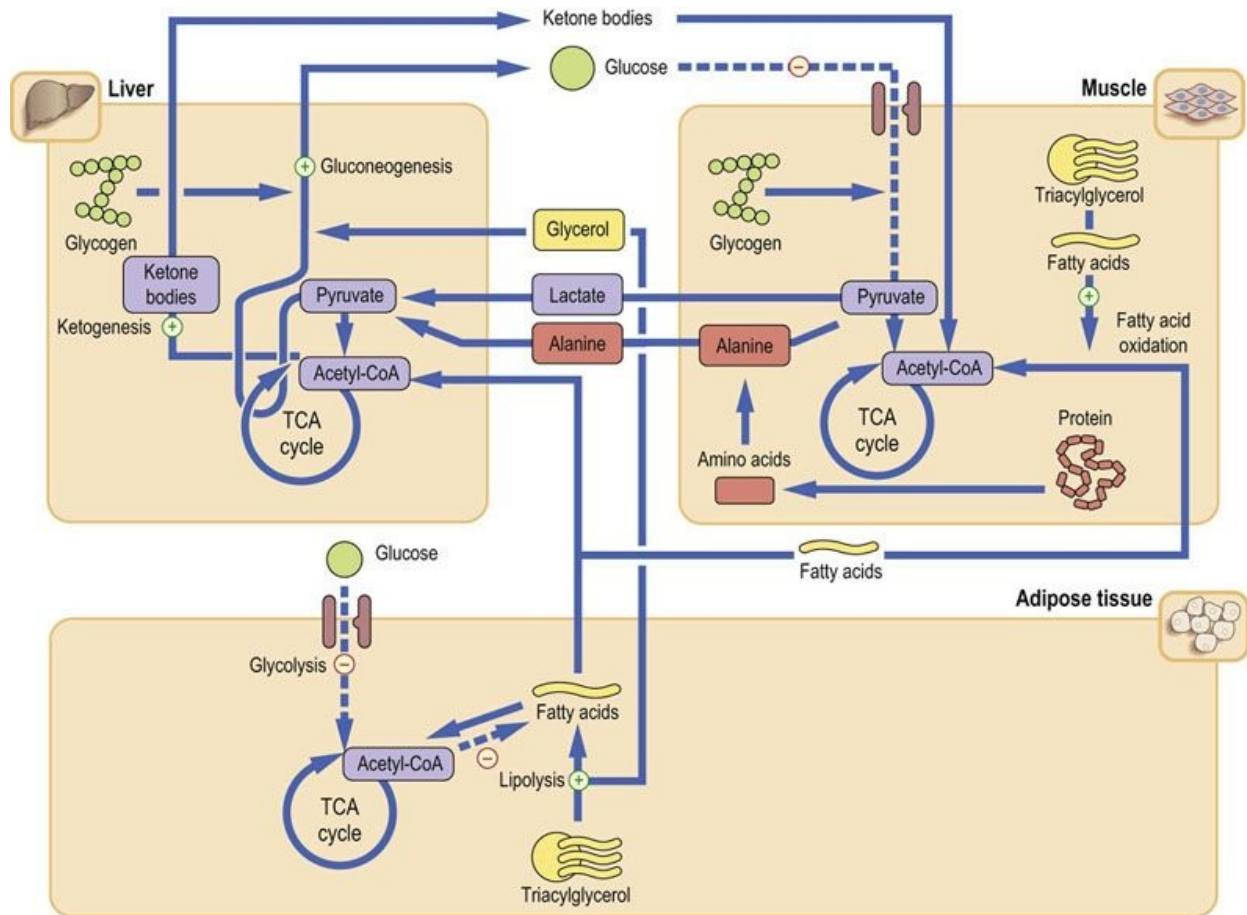 Ketone bodies
Glucose
Liver
Muscle
Gluconeogenesis
Glycogen
Ketone
bodies
Ketogenesis
Pyruvate
Acetyl-CoA
TCA
cycle
Glycerol
Lactate
Alanine
Alanine
Glycogen
Pyruvate
Acetyl-CoA
TCA
cycle
Triacylglycerol
Fatty acids
Fatty acid
oxidation
Protein
Amino acids
Fatty acids
Glucose
Adipose tissue
Glycolysis
Fatty acids
Acetyl-CoA
Lipolysis
TCA
cycle
Triacylglycerol